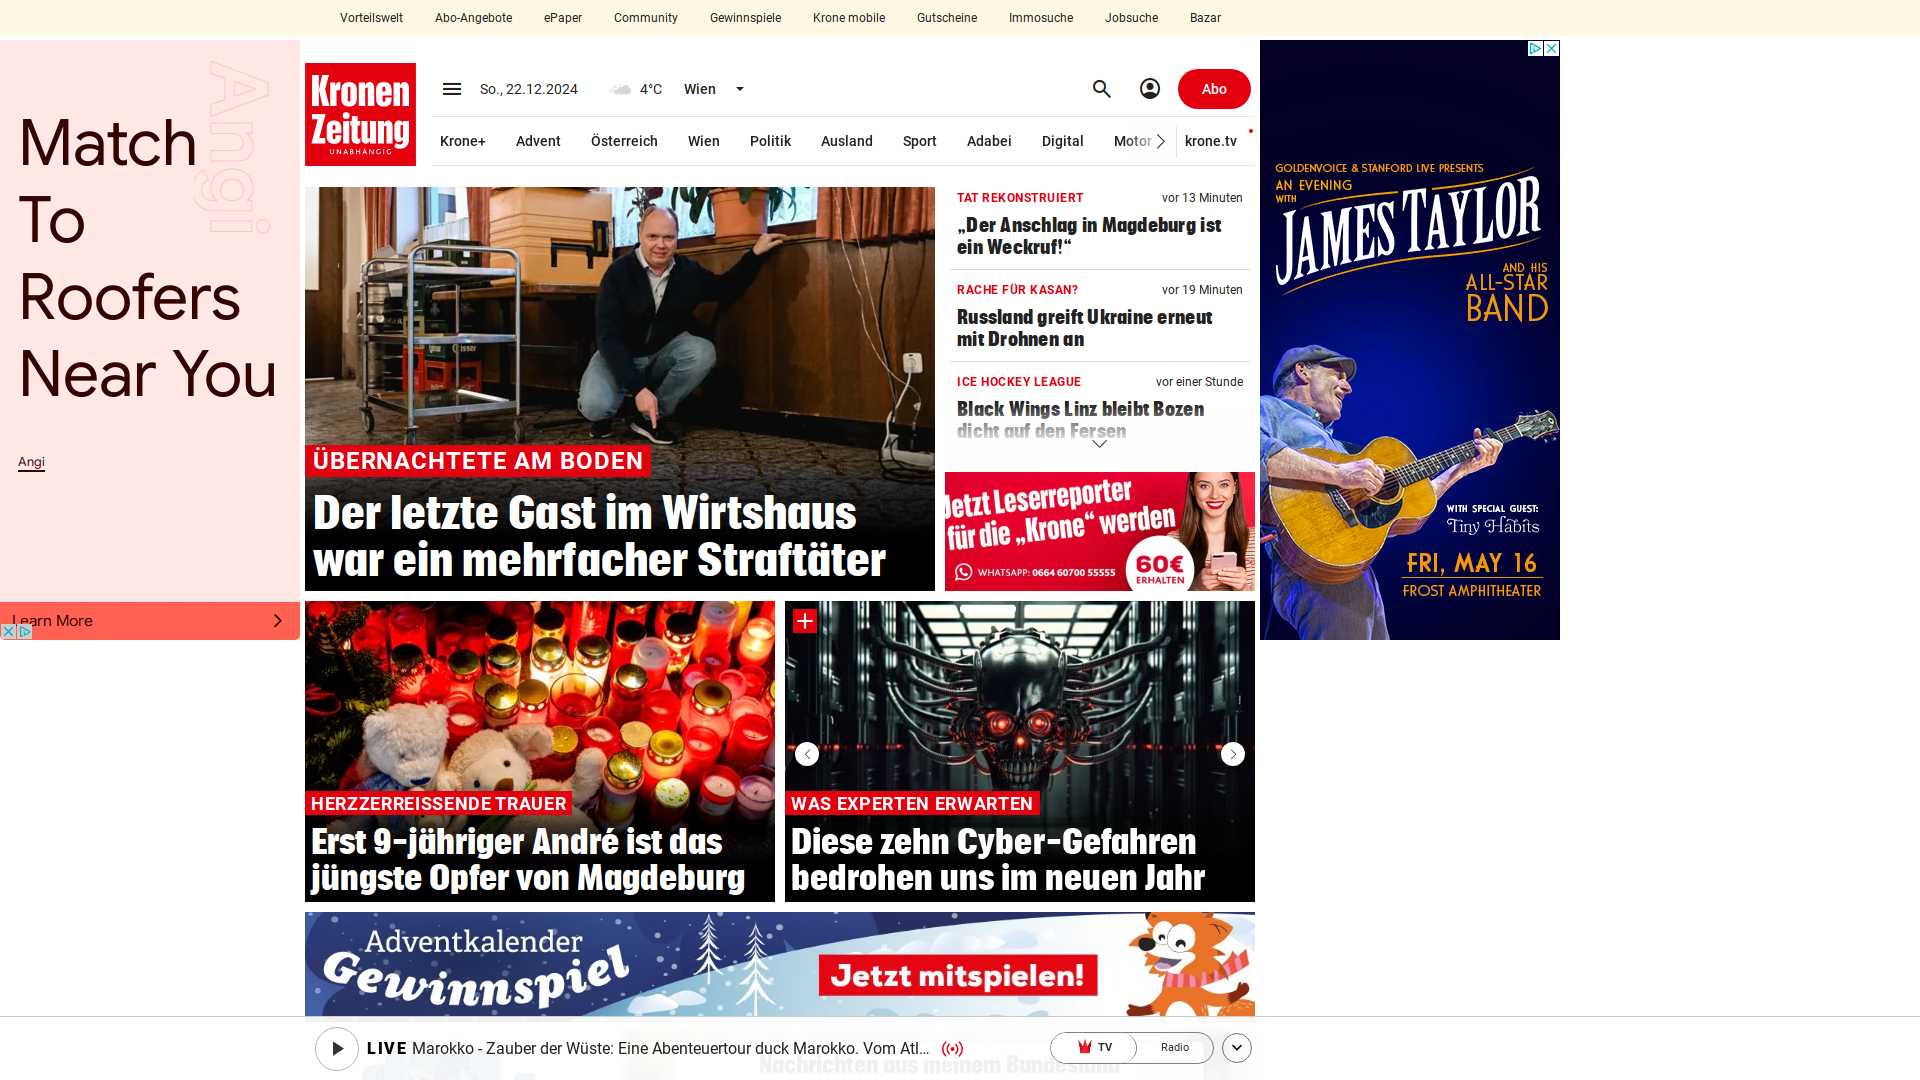 Vorteilswelt
Abo-Angebote
ePaper
Community
Gewinnspiele
Krone mobile
Gutscheine
Immosuche
Jobsuche
Bazar
Angi
Match
To
Roofers
Near You
Angi
Learn More
Kronen
Zeitung
UNABHÄNGIG
So., 22.12.2024
4°C
Wien
Abo
Krone+
Advent
Österreich
Wien
Politik
Ausland
Sport
Adabei
Digital
Motor
krone.tv
ÜBERNACHTETE AM BODEN
Der letzte Gast im Wirtshaus
war ein mehrfacher Straftäter
TAT REKONSTRUIERT
vor 13 Minuten
„Der Anschlag in Magdeburg ist
ein Weckruf!“
RACHE FÜR KASAN?
vor 19 Minuten
Russland greift Ukraine erneut
mit Drohnen an
ICE HOCKEY LEAGUE
vor einer Stunde
Black Wings Linz bleibt Bozen
dicht auf den Fersen
Jetzt Leserreporter
für die „Krone“ werden
WHATSAPP: 0664 60700 55555
60€
ERHALTEN
GOLDENVOICE & STANFORD LIVE PRESENTS
AN EVENING
WITH
JAMES TAYLOR
AND HIS
ALL-STAR
BAND
WITH SPECIAL GUEST:
Tiny Habits
FRI, MAY 16
FROST AMPHITHEATER
HERZZERREISSENDE TRAUER
Erst 9-jähriger André ist das
jüngste Opfer von Magdeburg
WAS EXPERTEN ERWARTEN
Diese zehn Cyber-Gefahren
bedrohen uns im neuen Jahr
Adventkalender
Gewinnspiel
Jetzt mitspielen!
LIVE Marokko - Zauber der Wüste: Eine Abenteuertour duck Marokko. Vom Atl...
TV
Radio
Nachrichten aus meinem Bundesland